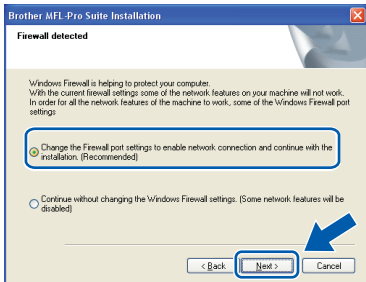 Brother MFL-Pro Suite Installation
Firewall detected
Windows Firewall is helping to protect your computer.
With the current firewall settings some of the network features on your machine will not work.
In order for all the network features of the machine to work, some of the Windows Firewall port
settings
Change the Firewall port settings to enable network connection and continue with the
installation. (Recommended)
Continue without changing the Windows Firewall settings. (Some network features will be
disabled)
< Back
Next >
Cancel